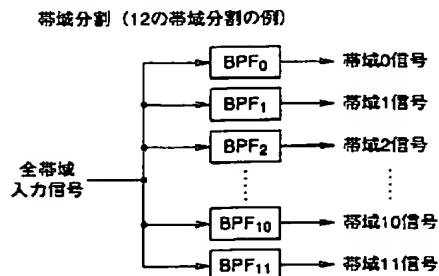 帯域分割（12の帯域分割の例）
BPF0 帯域0信号
BPF1 帯域1信号
BPF2 帯域2信号
全帯域
入力信号
BPF10 帯域10信号
BPF11 帯域11信号